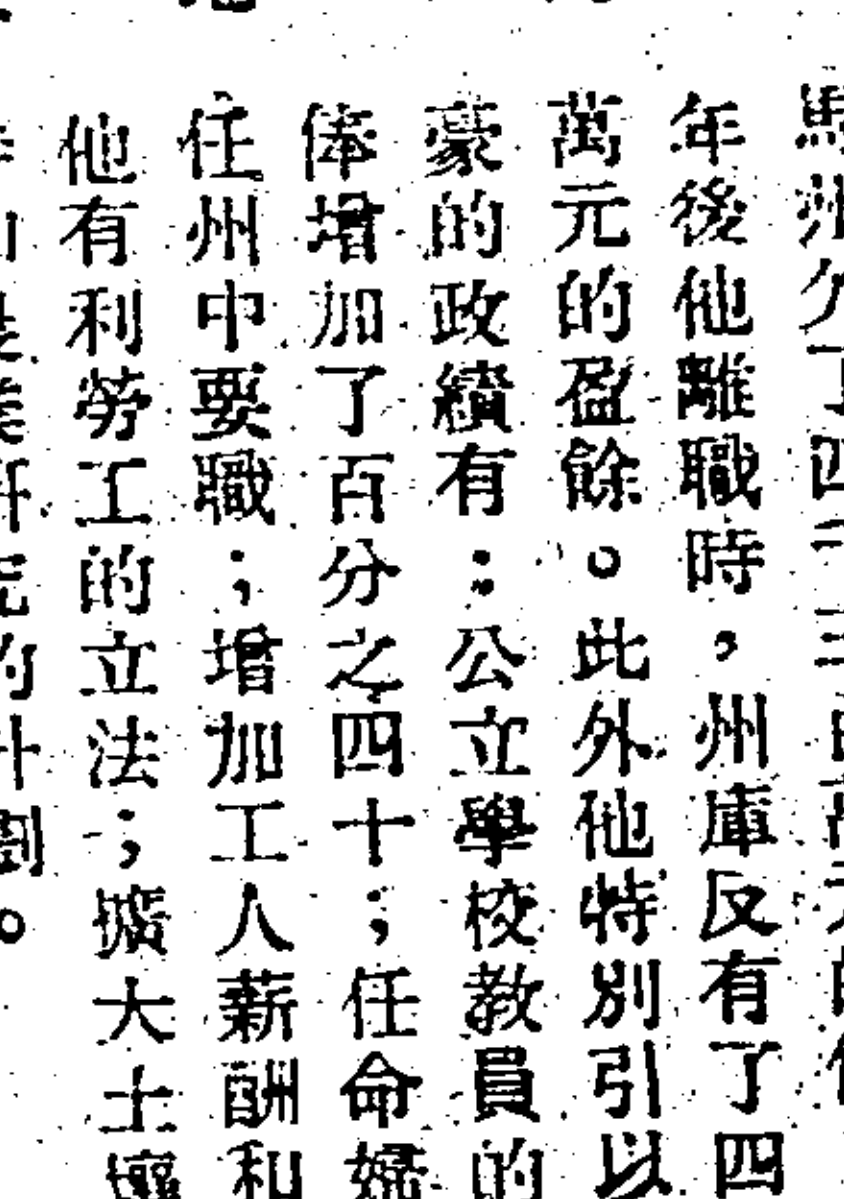 年後他離職時，州庫反有了四
萬元的盈餘。此外他特別引以
豪的政績有：公立學校教員的
俸增加了百分之四十；任命婦
任州中要職；增加工人薪酬和
他有利勞工的立法；擴大土壤